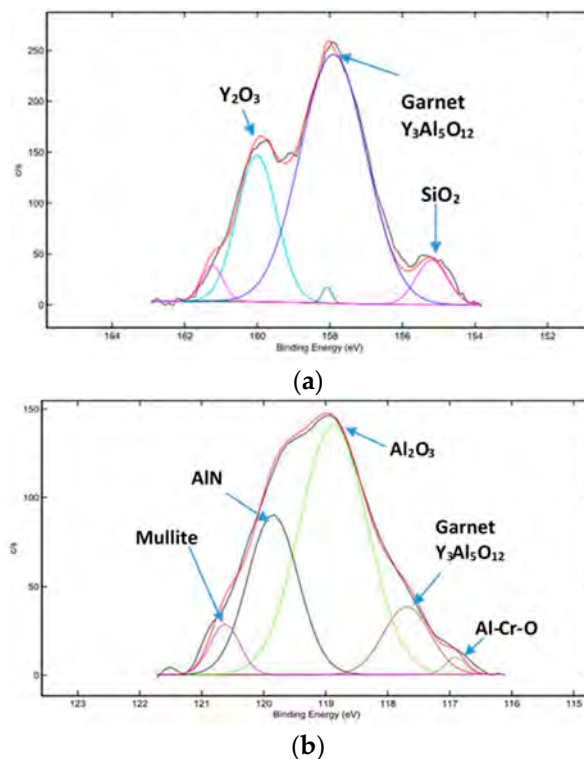 250
200
150
100
50
0
c/s
Y₂O₃
Garnet
Y₃Al₅O₁₂
SiO₂
164 162 160 158 156 154 152
Binding Energy (eV)
(a)
150
100
50
0
c/s
Al₂O₃
AlN
Mullite
Garnet
Y₃Al₅O₁₂
Al-Cr-O
123 122 121 120 119 118 117 116 115
Binding Energy (eV)
(b)